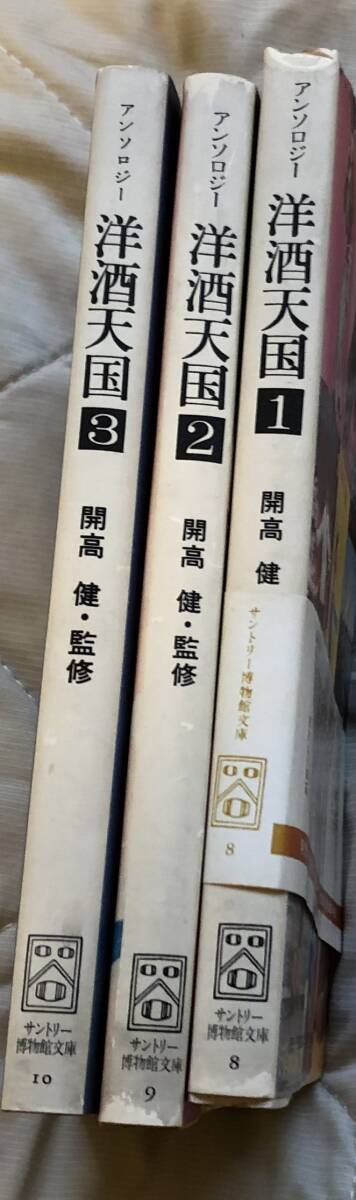 アンソロジー
洋酒天国
3
開高 健・監修
サントリー
博物館文庫
10
アンソロジー
洋酒天国
2
開高 健・監修
サントリー
博物館文庫
9
アンソロジー
洋酒天国
1
開高 健
サントリー博物館文庫
8
サントリー
博物館文庫
8